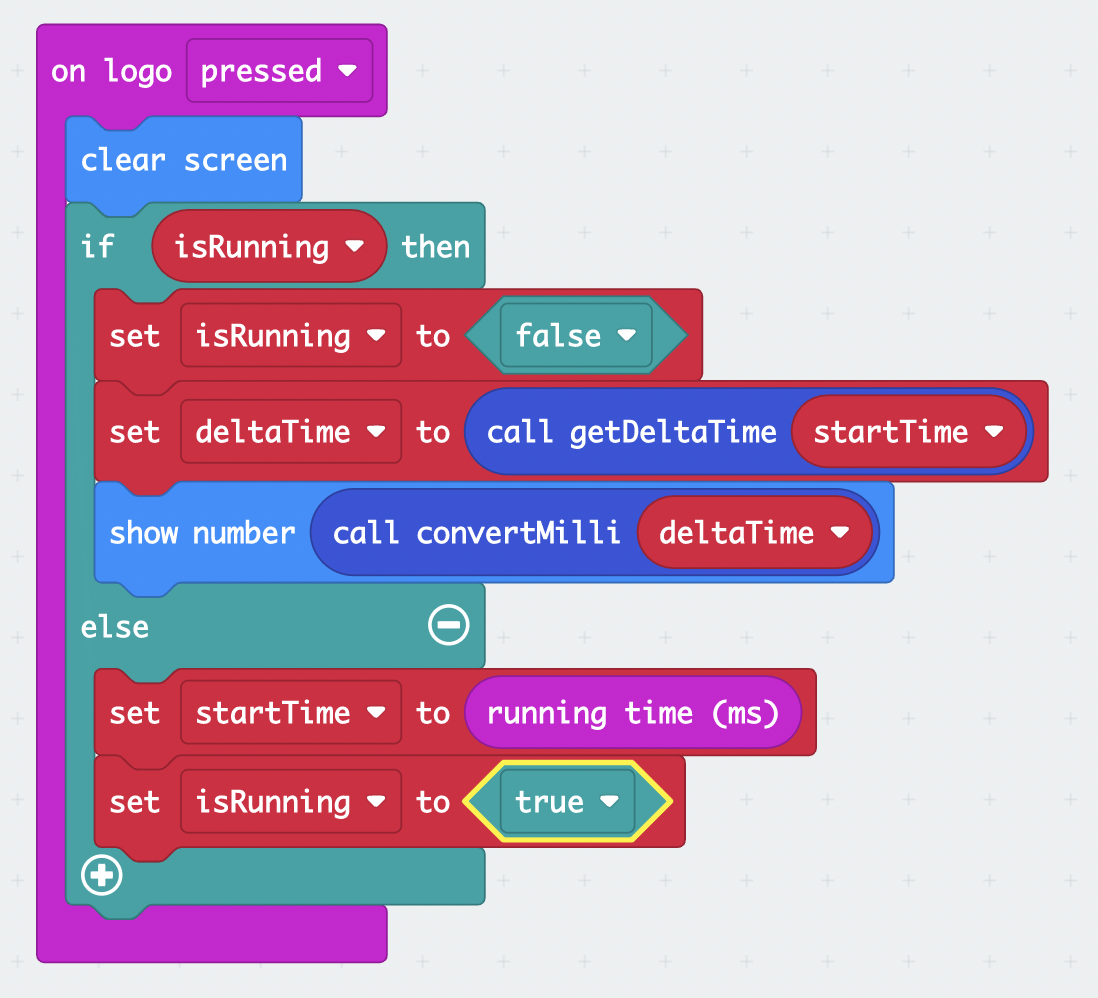 on logo pressed
clear screen
if isRunning then
set isRunning to false
set deltaTime to call getDeltaTime startTime
show number call convertMilli deltaTime
else
set startTime to running time (ms)
set isRunning to true